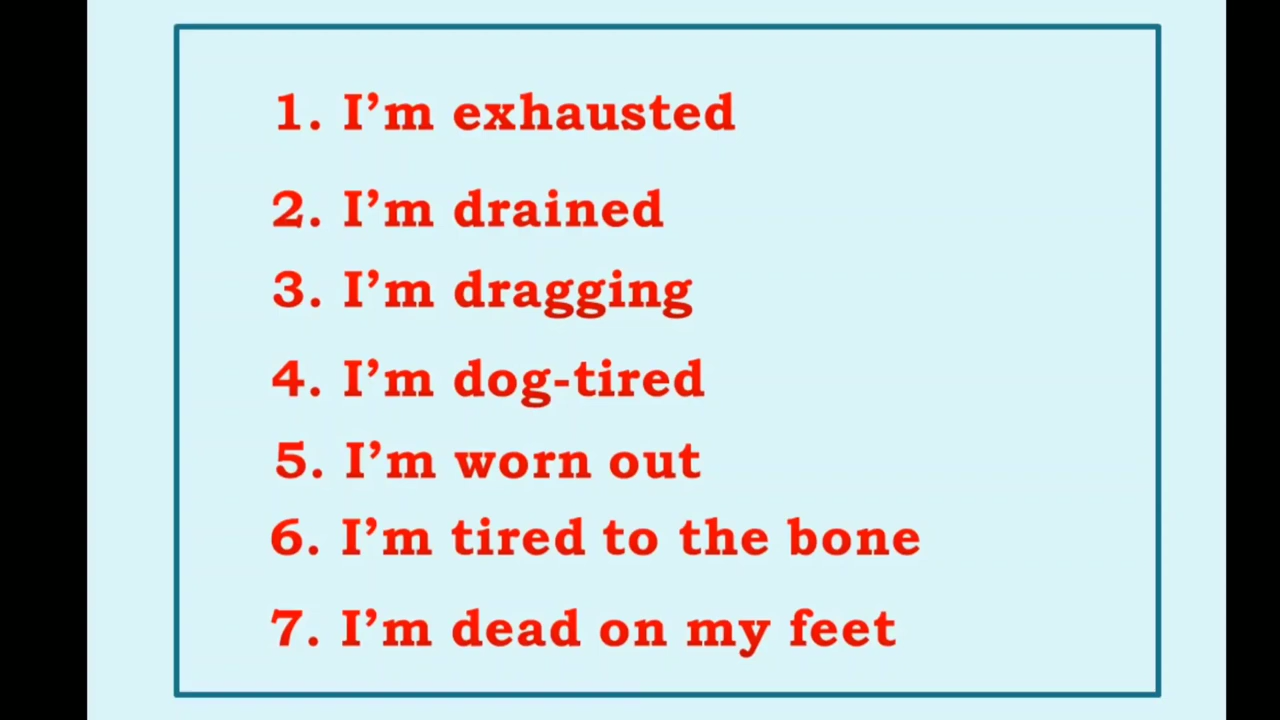 1. I’m exhausted
2. I’m drained
3. I’m dragging
4. I’m dog-tired
5. I’m worn out
6. I’m tired to the bone
7. I’m dead on my feet